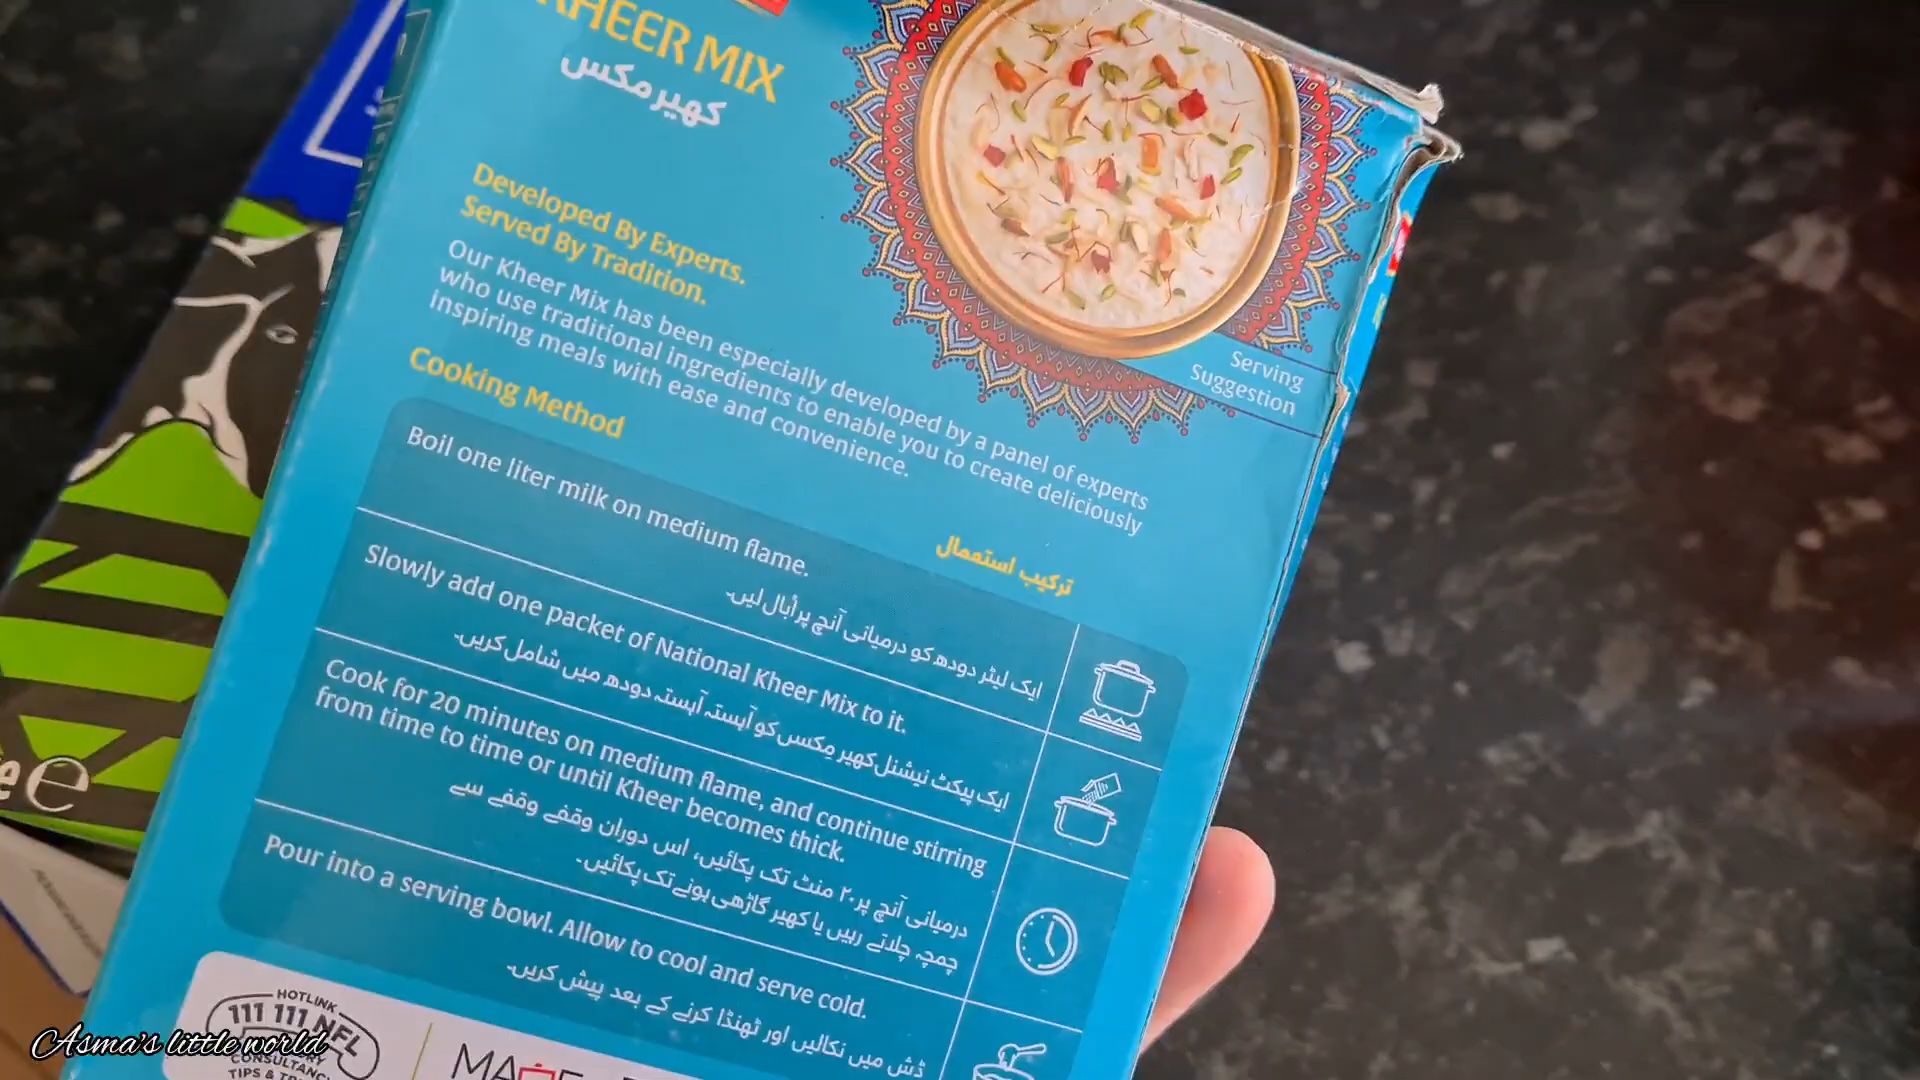 KHEER MIX
کھیر مکس
Developed By Experts.
Served By Tradition.
Our Kheer Mix has been especially developed by a panel of experts
who use traditional ingredients to enable you to create deliciously
inspiring meals with ease and convenience.
Serving
Suggestion
Cooking Method
ترکیب استعمال
Boil one liter milk on medium flame.
ایک لیٹر دودھ کو درمیانی آنچ پر اُبال لیں۔
Slowly add one packet of National Kheer Mix to it.
ایک پیکٹ نیشنل کھیر مکس کو آہستہ آہستہ دودھ میں شامل کریں۔
Cook for 20 minutes on medium flame, and continue stirring
from time to time or until Kheer becomes thick.
درمیانی آنچ پر ۲۰ منٹ تک پکائیں، اس دوران وقفے وقفے سے
چمچہ چلاتے رہیں یا کھیر گاڑھی ہونے تک پکائیں۔
Pour into a serving bowl. Allow to cool and serve cold.
ڈش میں نکالیں اور ٹھنڈا کرنے کے بعد پیش کریں۔
HOTLINK
111 111 NFL
TIPS &
Asma's little world